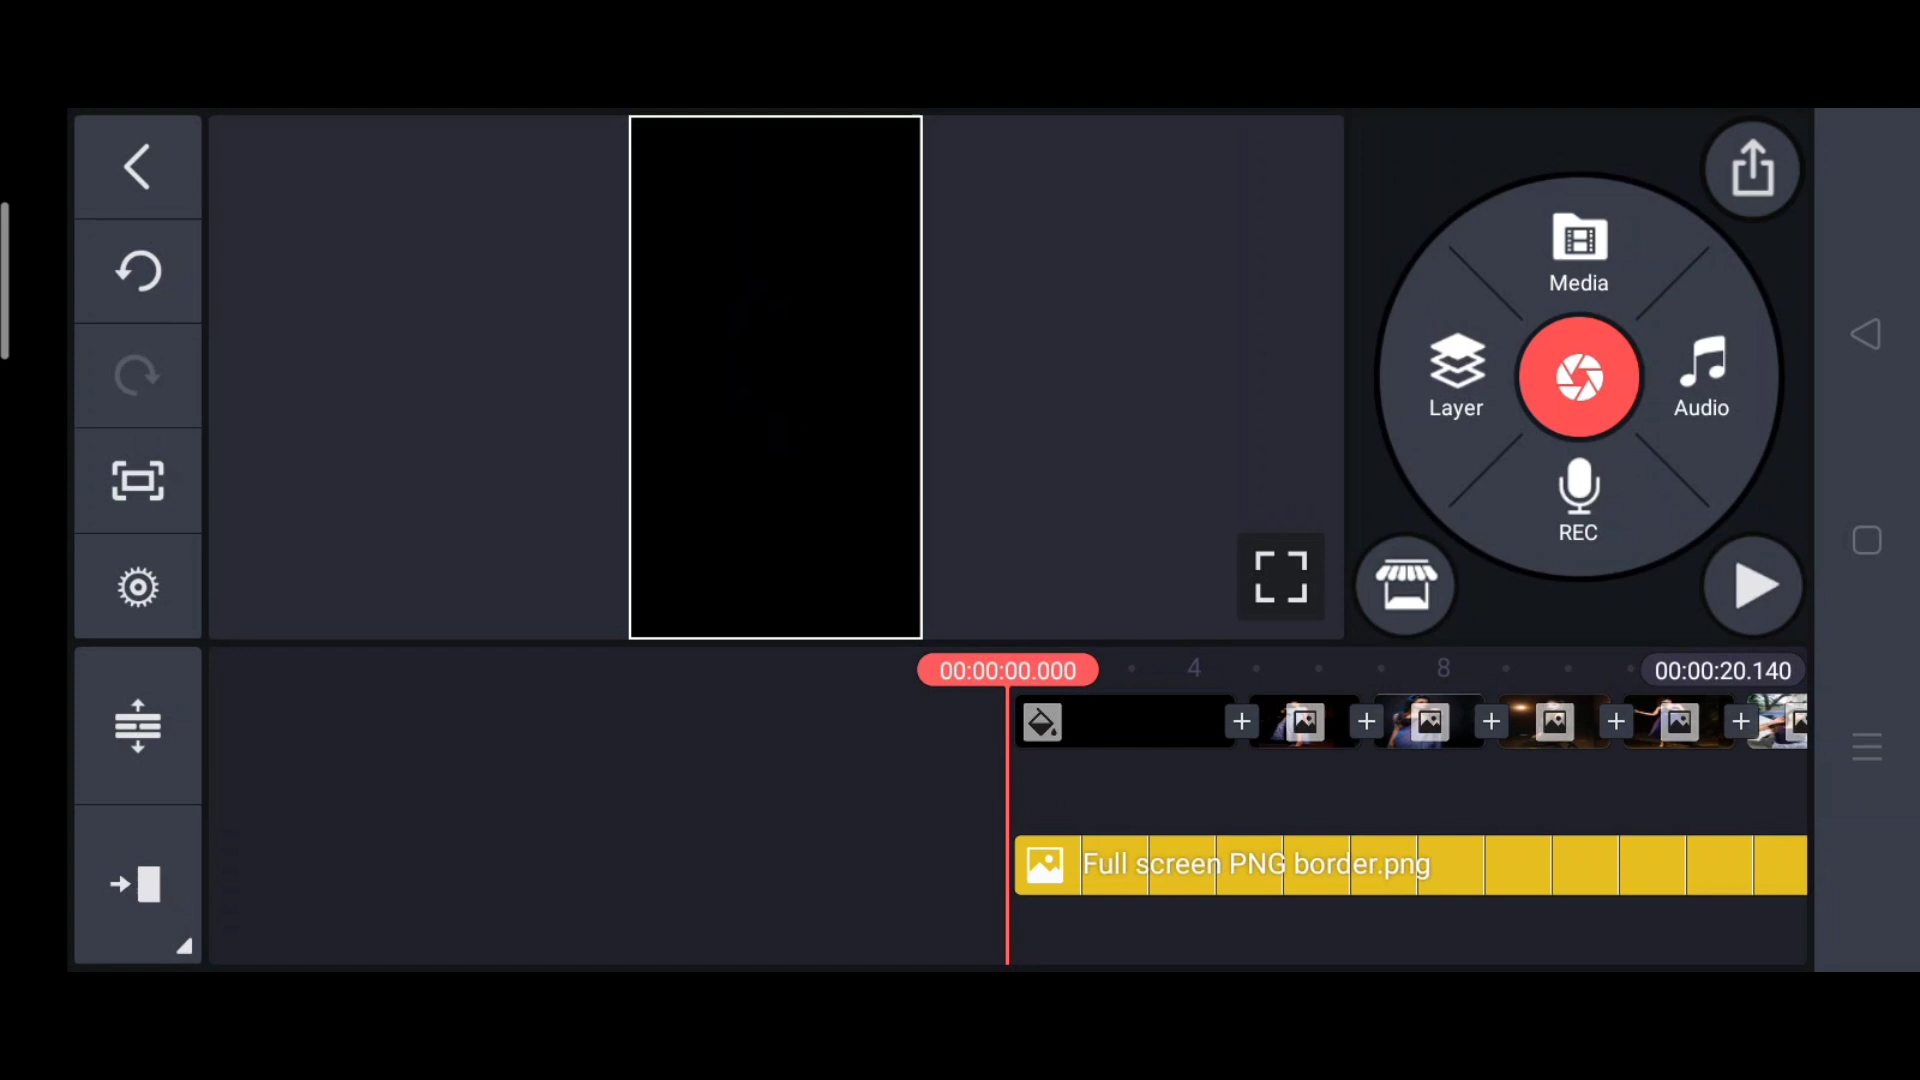 Media
Layer
Audio
REC
00:00:00.000
4
8
00:00:20.140
Full screen PNG border.png